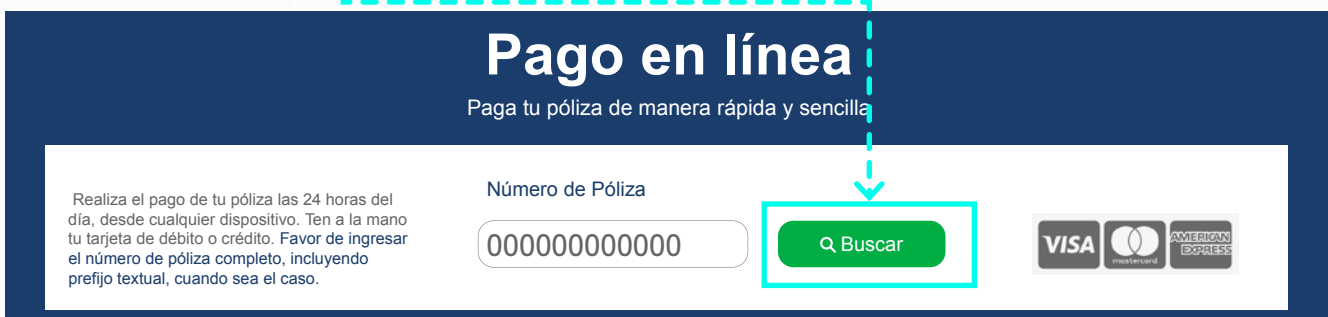 Pago en línea
Paga tu póliza de manera rápida y sencilla
Realiza el pago de tu póliza las 24 horas del
día, desde cualquier dispositivo. Ten a la mano
tu tarjeta de débito o crédito. Favor de ingresar
el número de póliza completo, incluyendo
prefijo textual, cuando sea el caso.
Número de Póliza
000000000000
Buscar
VISA
mastercard
AMERICAN
EXPRESS